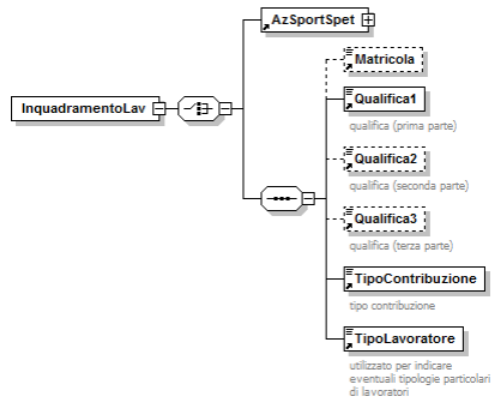 AzSportSpet
Matricola
InquadramentoLav
Qualifica1
qualifica (prima parte)
Qualifica2
qualifica (seconda parte)
Qualifica3
qualifica (terza parte)
TipoContribuzione
tipo contribuzione
TipoLavoratore
utilizzato per indicare
eventuali tipologie particolari
di lavoratori